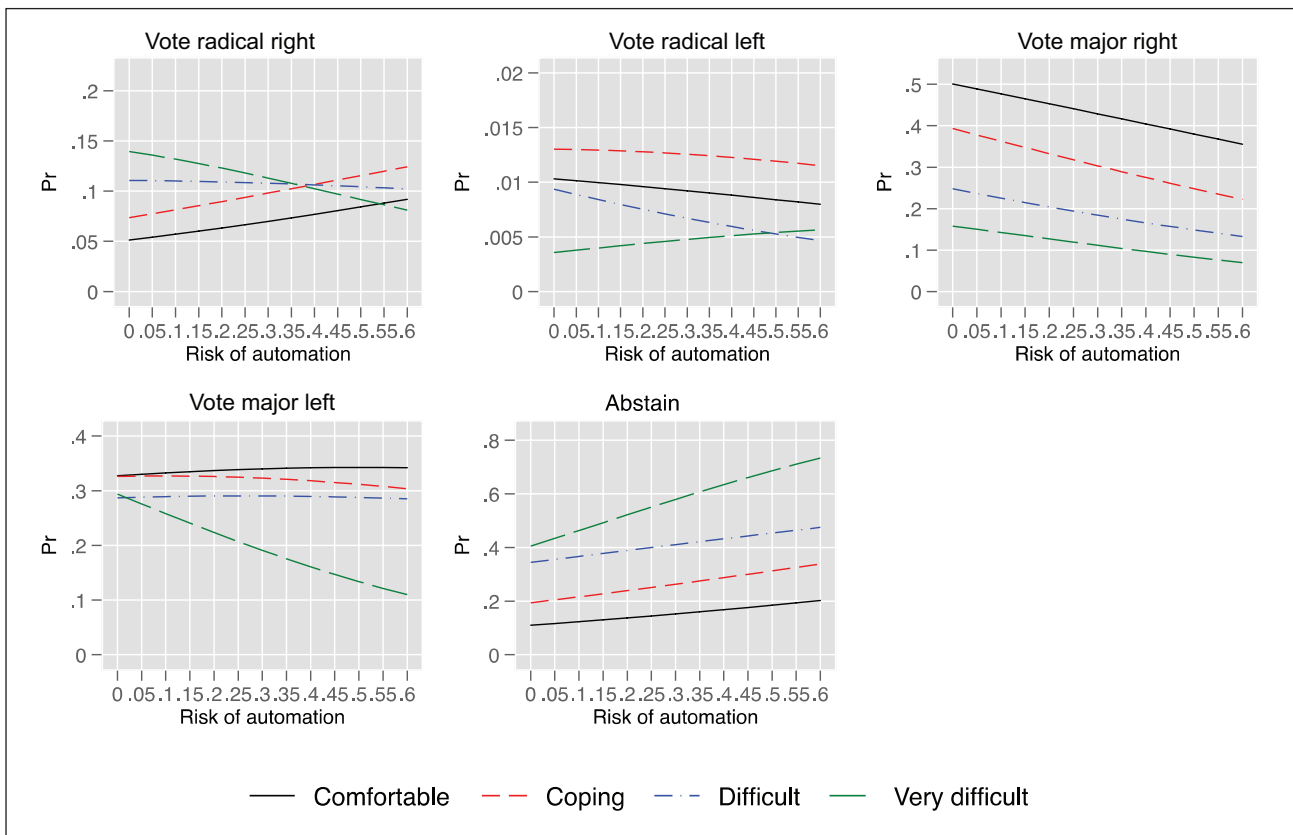 Vote radical right
Vote radical left
Vote major right
Pr
.2
.15
.1
.05
0
0 .05 .1 .15 .2 .25 .3 .35 .4 .45 .5 .55 .6
Risk of automation
.02
.015
.01
.005
0
0 .05 .1 .15 .2 .25 .3 .35 .4 .45 .5 .55 .6
Risk of automation
.5
.4
.3
.2
.1
0
0 .05 .1 .15 .2 .25 .3 .35 .4 .45 .5 .55 .6
Risk of automation
Vote major left
Abstain
Pr
.4
.3
.2
.1
0
0 .05 .1 .15 .2 .25 .3 .35 .4 .45 .5 .55 .6
Risk of automation
Pr
.8
.6
.4
.2
0
0 .05 .1 .15 .2 .25 .3 .35 .4 .45 .5 .55 .6
Risk of automation
Comfortable Coping Difficult Very difficult